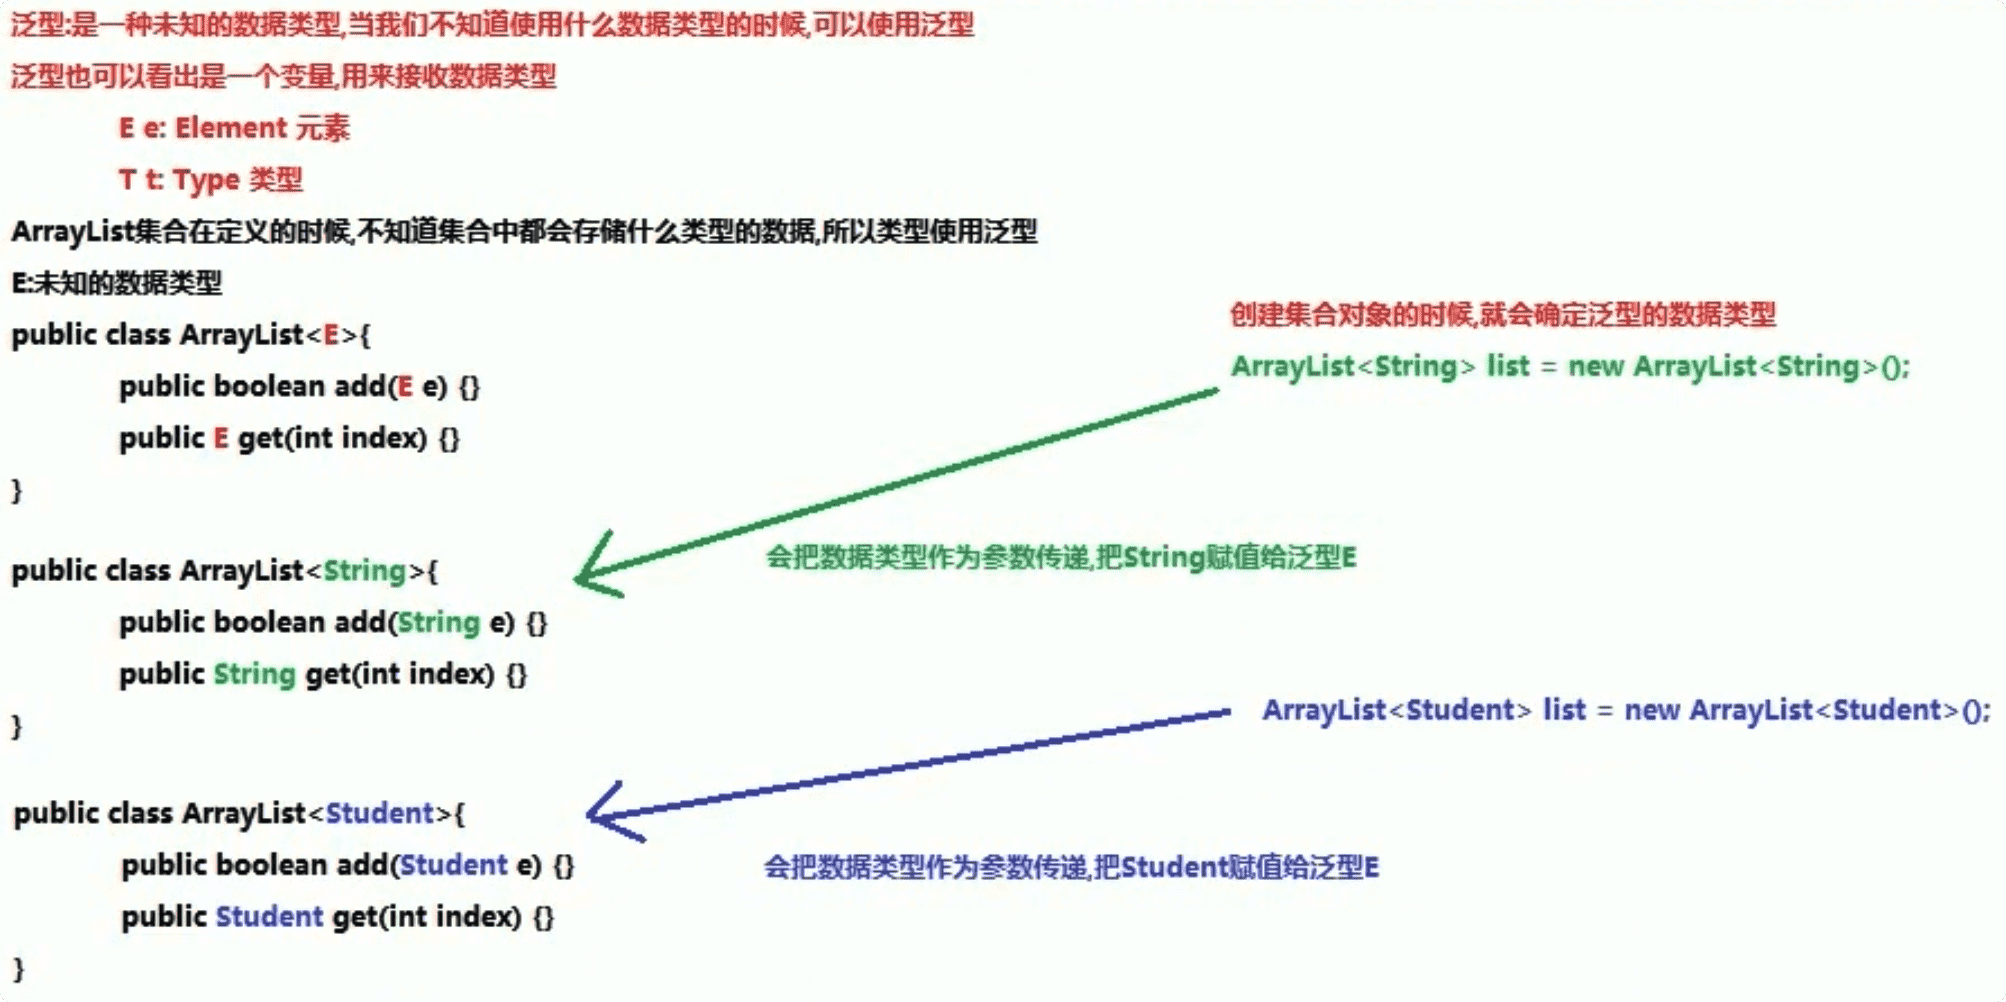 泛型:是一种未知的数据类型,当我们不知道使用什么数据类型的时候,可以使用泛型
泛型也可以看出是一个变量,用来接收数据类型
E e: Element 元素
T t: Type 类型
ArrayList集合在定义的时候,不知道集合中都会存储什么类型的数据,所以类型使用泛型
E:未知的数据类型
public class ArrayList<E>{
public boolean add(E e) {}
public E get(int index) {}
}
创建集合对象的时候,就会确定泛型的数据类型
ArrayList<String> list = new ArrayList<String>();
会把数据类型作为参数传递,把String赋值给泛型E
public class ArrayList<String>{
public boolean add(String e) {}
public String get(int index) {}
}
ArrayList<Student> list = new ArrayList<Student>();
public class ArrayList<Student>{
public boolean add(Student e) {}
会把数据类型作为参数传递,把Student赋值给泛型E
public Student get(int index) {}
}